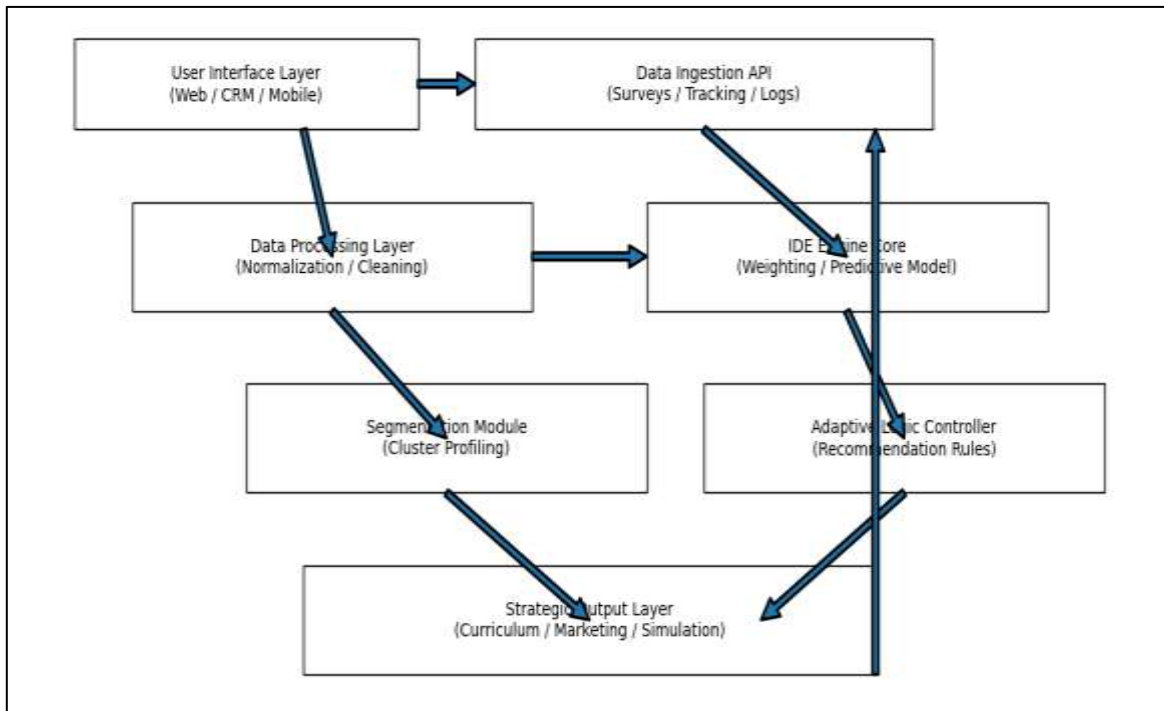 User Interface Layer
(Web / CRM / Mobile)
Data Ingestion API
(Surveys / Tracking / Logs)
Data Processing Layer
(Normalization / Cleaning)
IDE Engine Core
(Weighting / Predictive Model)
Segmentation Module
(Cluster Profiling)
Adaptive Logic Controller
(Recommendation Rules)
Strategic Output Layer
(Curriculum / Marketing / Simulation)